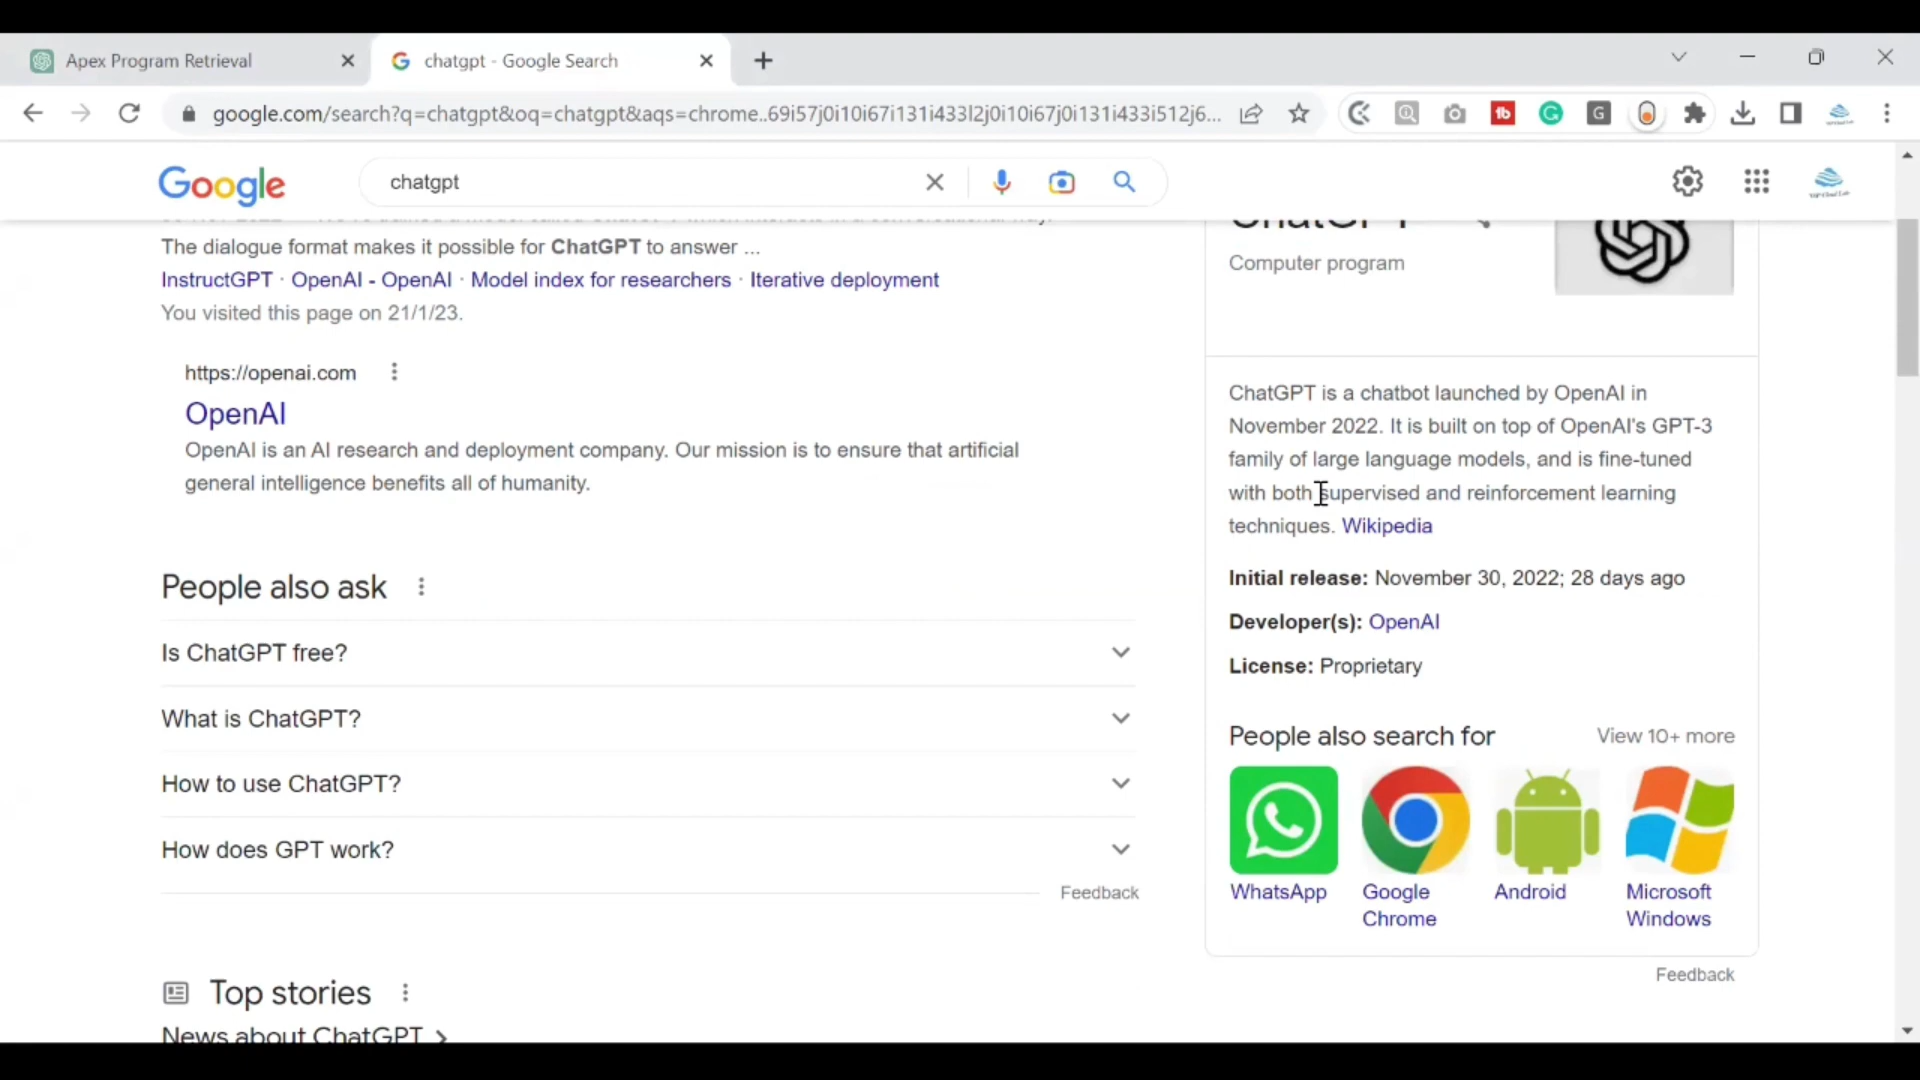 Apex Program Retrieval
chatgpt - Google Search
google.com/search?q=chatgpt&oq=chatgpt&aqs=chrome..69i57j0i10i67i131i433l2j0i10i67j0i131i433i512j6...
Google
chatgpt
The dialogue format makes it possible for ChatGPT to answer ...
InstructGPT · OpenAI - OpenAI · Model index for researchers · Iterative deployment
You visited this page on 21/1/23.
https://openai.com
OpenAI
OpenAI is an AI research and deployment company. Our mission is to ensure that artificial
general intelligence benefits all of humanity.
People also ask
Is ChatGPT free?
What is ChatGPT?
How to use ChatGPT?
How does GPT work?
Feedback
Top stories
News about ChatGPT
ChatGPT
Computer program
ChatGPT is a chatbot launched by OpenAI in
November 2022. It is built on top of OpenAI's GPT-3
family of large language models, and is fine-tuned
with both supervised and reinforcement learning
techniques. Wikipedia
Initial release: November 30, 2022; 28 days ago
Developer(s): OpenAI
License: Proprietary
People also search for
View 10+ more
WhatsApp
Google
Chrome
Android
Microsoft
Windows
Feedback